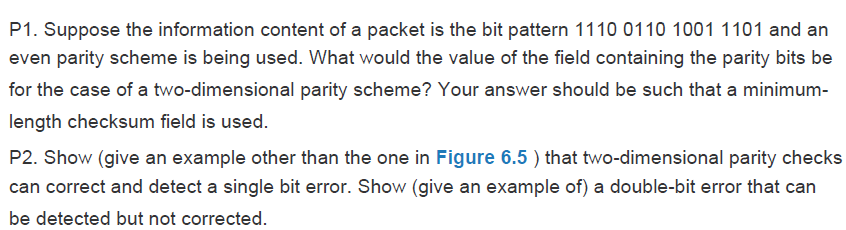 P1. Suppose the information content of a packet is the bit pattern 1110 0110 1001 1101 and an
even parity scheme is being used. What would the value of the field containing the parity bits be
for the case of a two-dimensional parity scheme? Your answer should be such that a minimum-
length checksum field is used.
P2. Show (give an example other than the one in Figure 6.5 ) that two-dimensional parity checks
can correct and detect a single bit error. Show (give an example of) a double-bit error that can
be detected but not corrected.